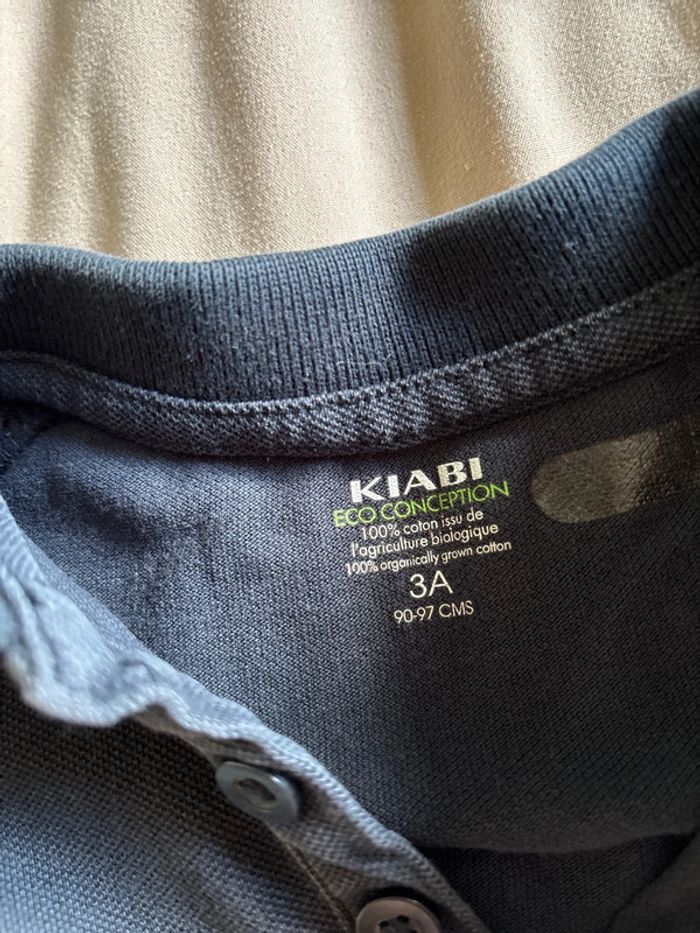 KIABI
ECO CONCEPTION
100% coton issu de
l'agriculture biologique
100% organically grown cotton
3A
90-97 CMS